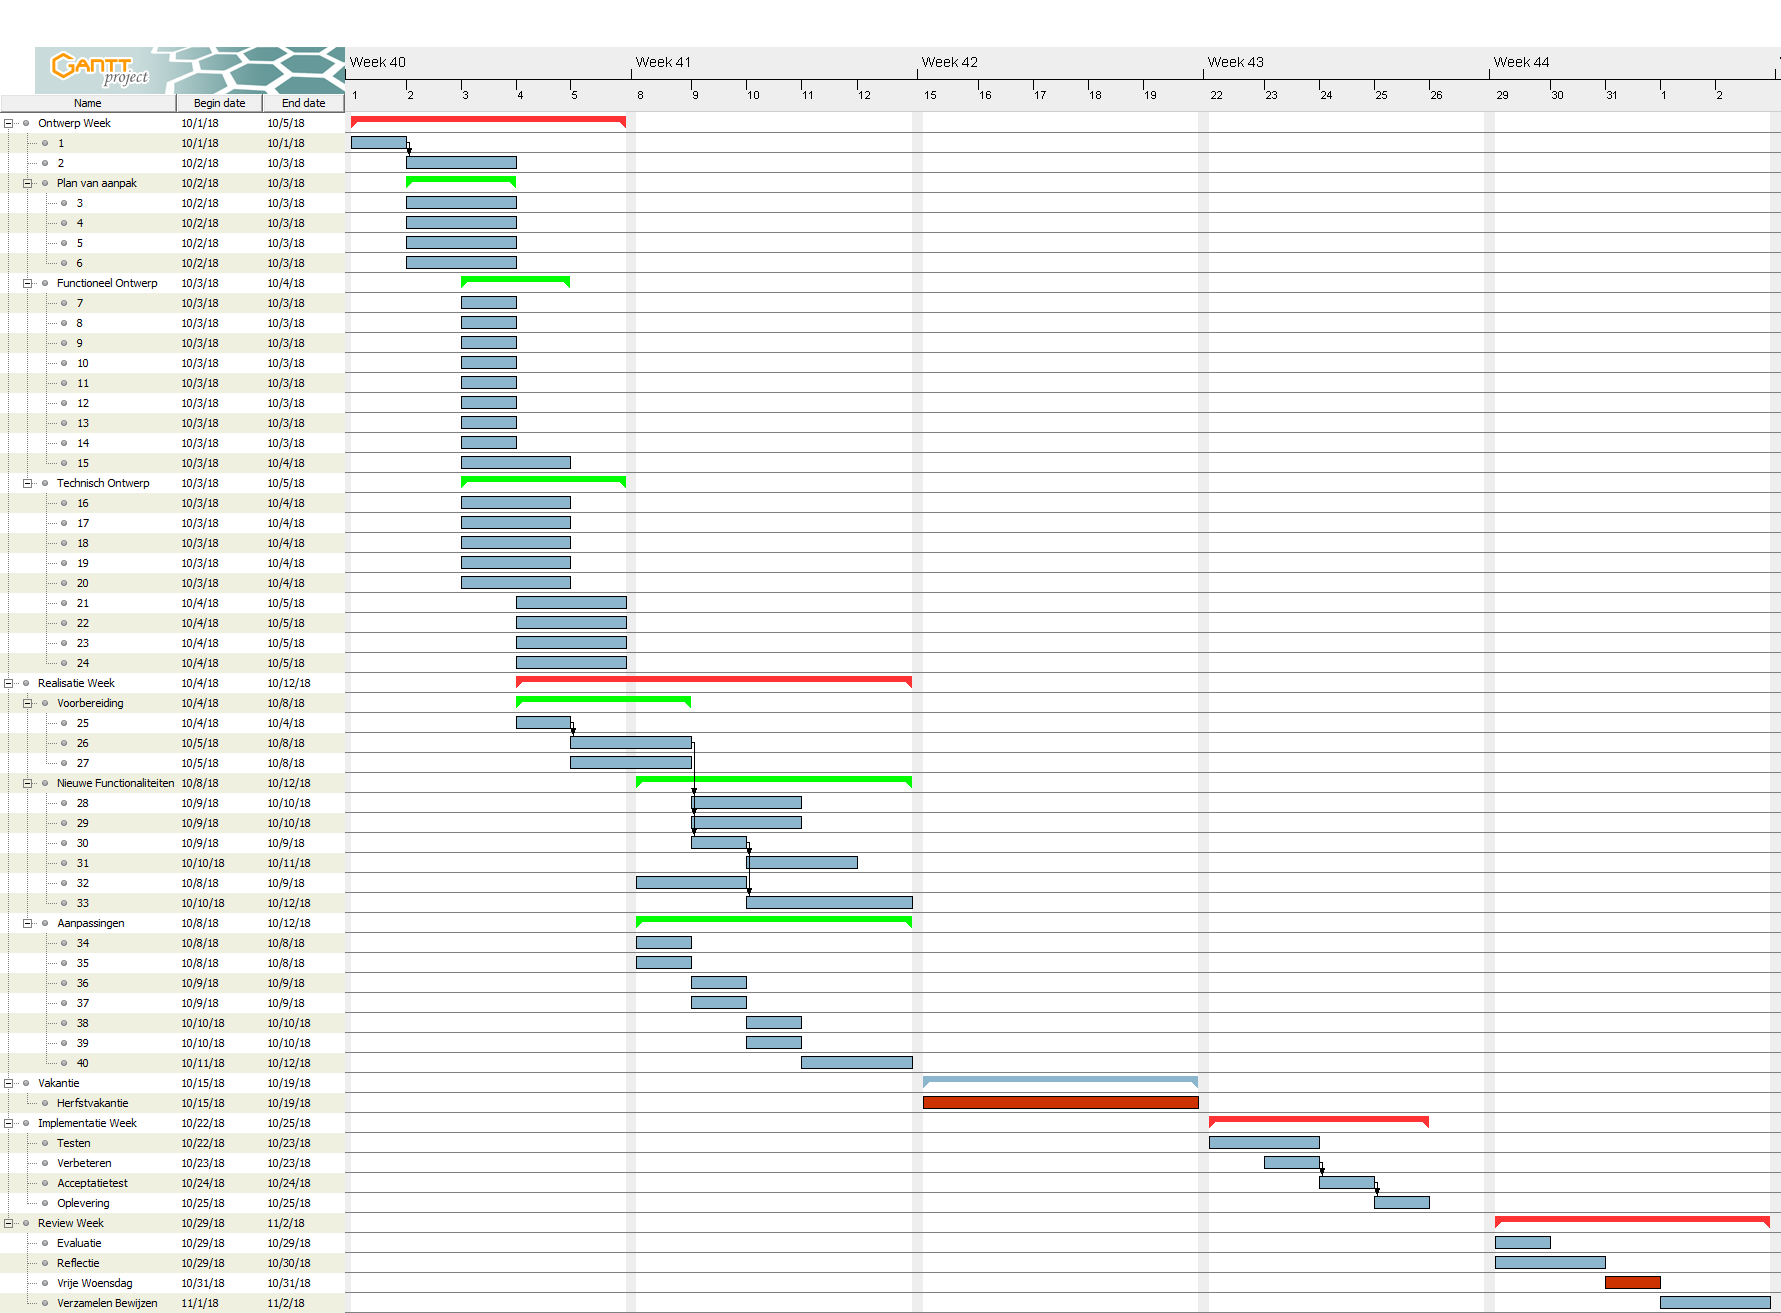 GANTT
project
Week 40 Week 41 Week 42 Week 43 Week 44
Name Begin date End date 1 2 3 4 5 8 9 10 11 12 15 16 17 18 19 22 23 24 25 26 29 30 31 1 2
Ontwerp Week 10/1/18 10/5/18
1 10/1/18 10/1/18
2 10/2/18 10/3/18
Plan van aanpak 10/2/18 10/3/18
3 10/2/18 10/3/18
4 10/2/18 10/3/18
5 10/2/18 10/3/18
6 10/2/18 10/3/18
Functioneel Ontwerp 10/3/18 10/4/18
7 10/3/18 10/3/18
8 10/3/18 10/3/18
9 10/3/18 10/3/18
10 10/3/18 10/3/18
11 10/3/18 10/3/18
12 10/3/18 10/3/18
13 10/3/18 10/3/18
14 10/3/18 10/3/18
15 10/3/18 10/4/18
Technisch Ontwerp 10/3/18 10/5/18
16 10/3/18 10/4/18
17 10/3/18 10/4/18
18 10/3/18 10/4/18
19 10/3/18 10/4/18
20 10/3/18 10/4/18
21 10/4/18 10/5/18
22 10/4/18 10/5/18
23 10/4/18 10/5/18
24 10/4/18 10/5/18
Realisatie Week 10/4/18 10/12/18
Voorbereiding 10/4/18 10/8/18
25 10/4/18 10/4/18
26 10/5/18 10/8/18
27 10/5/18 10/8/18
Nieuwe Functionaliteiten 10/8/18 10/12/18
28 10/9/18 10/10/18
29 10/9/18 10/10/18
30 10/9/18 10/9/18
31 10/10/18 10/11/18
32 10/8/18 10/9/18
33 10/10/18 10/12/18
Aanpassingen 10/8/18 10/12/18
34 10/8/18 10/8/18
35 10/8/18 10/8/18
36 10/9/18 10/9/18
37 10/9/18 10/9/18
38 10/10/18 10/10/18
39 10/10/18 10/10/18
40 10/11/18 10/12/18
Vakantie 10/15/18 10/19/18
Herfstvakantie 10/15/18 10/19/18
Implementatie Week 10/22/18 10/25/18
Testen 10/22/18 10/23/18
Verbeteren 10/23/18 10/23/18
Acceptatietest 10/24/18 10/24/18
Oplevering 10/25/18 10/25/18
Review Week 10/29/18 11/2/18
Evaluatie 10/29/18 10/29/18
Reflectie 10/29/18 10/30/18
Vrije Woensdag 10/31/18 10/31/18
Verzamelen Bewijzen 11/1/18 11/2/18